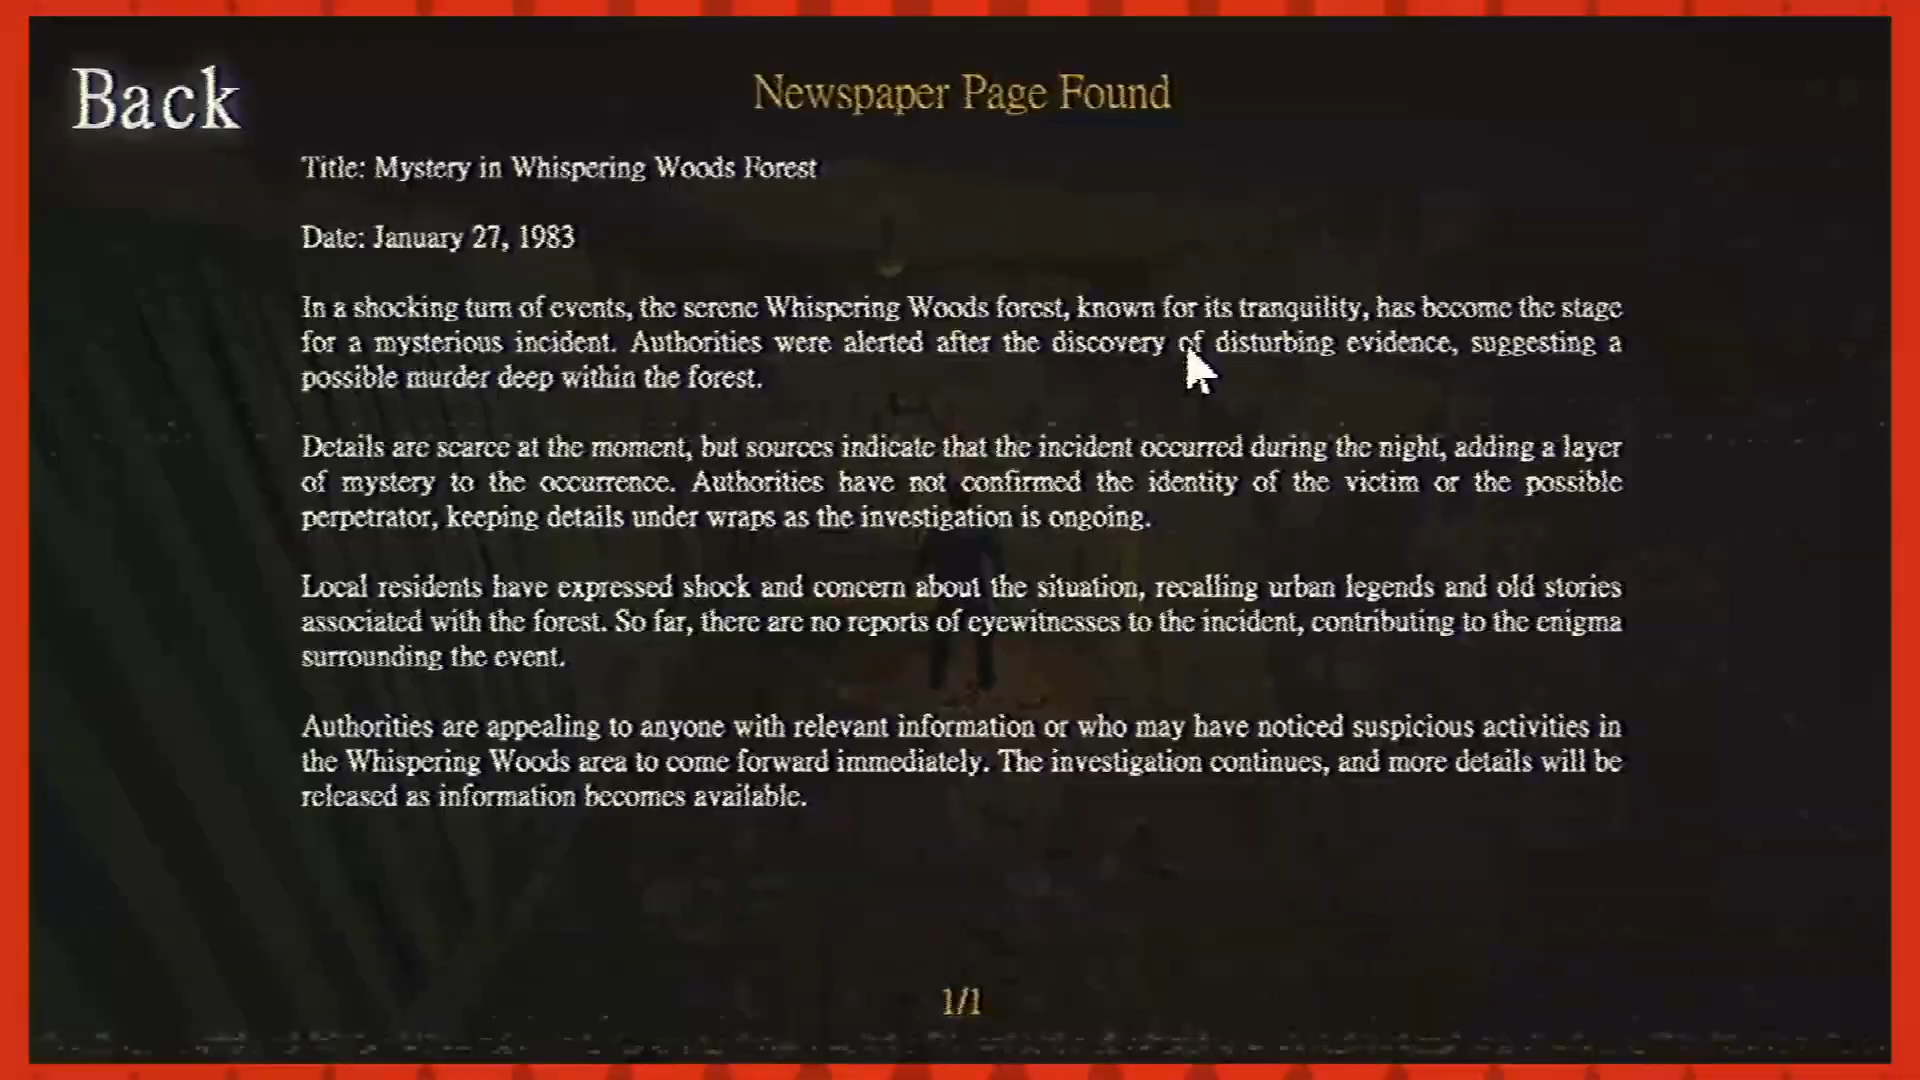 Back
Newspaper Page Found
Title: Mystery in Whispering Woods Forest
Date: January 27, 1983
In a shocking turn of events, the serene Whispering Woods forest, known for its tranquility, has become the stage
for a mysterious incident. Authorities were alerted after the discovery of disturbing evidence, suggesting a
possible murder deep within the forest.
Details are scarce at the moment, but sources indicate that the incident occurred during the night, adding a layer
of mystery to the occurrence. Authorities have not confirmed the identity of the victim or the possible
perpetrator, keeping details under wraps as the investigation is ongoing.
Local residents have expressed shock and concern about the situation, recalling urban legends and old stories
associated with the forest. So far, there are no reports of eyewitnesses to the incident, contributing to the enigma
surrounding the event.
Authorities are appealing to anyone with relevant information or who may have noticed suspicious activities in
the Whispering Woods area to come forward immediately. The investigation continues, and more details will be
released as information becomes available.
1/1